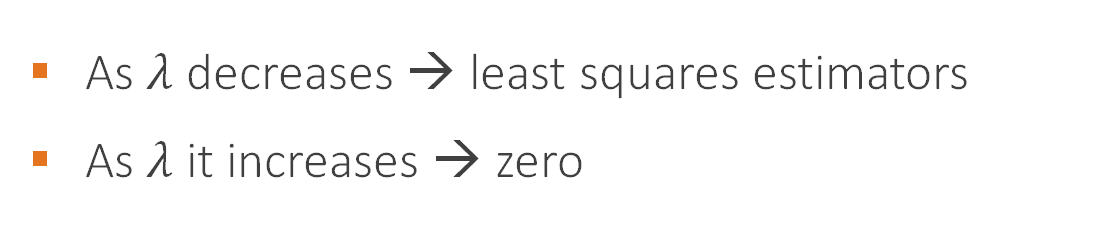 ▪ As λ decreases → least squares estimators
▪ As λ it increases → zero